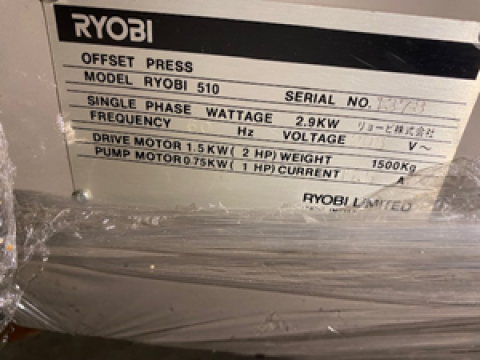 RYOBI
OFFSET PRESS
MODEL RYOBI 510 SERIAL NO. 1378
SINGLE PHASE WATTAGE 2.9KW リョービ株式会社
FREQUENCY Hz VOLTAGE V~
DRIVE MOTOR 1.5KW ( 2 HP) WEIGHT 1500Kg
PUMP MOTOR 0.75KW ( 1 HP) CURRENT A
RYOBI LIMITED